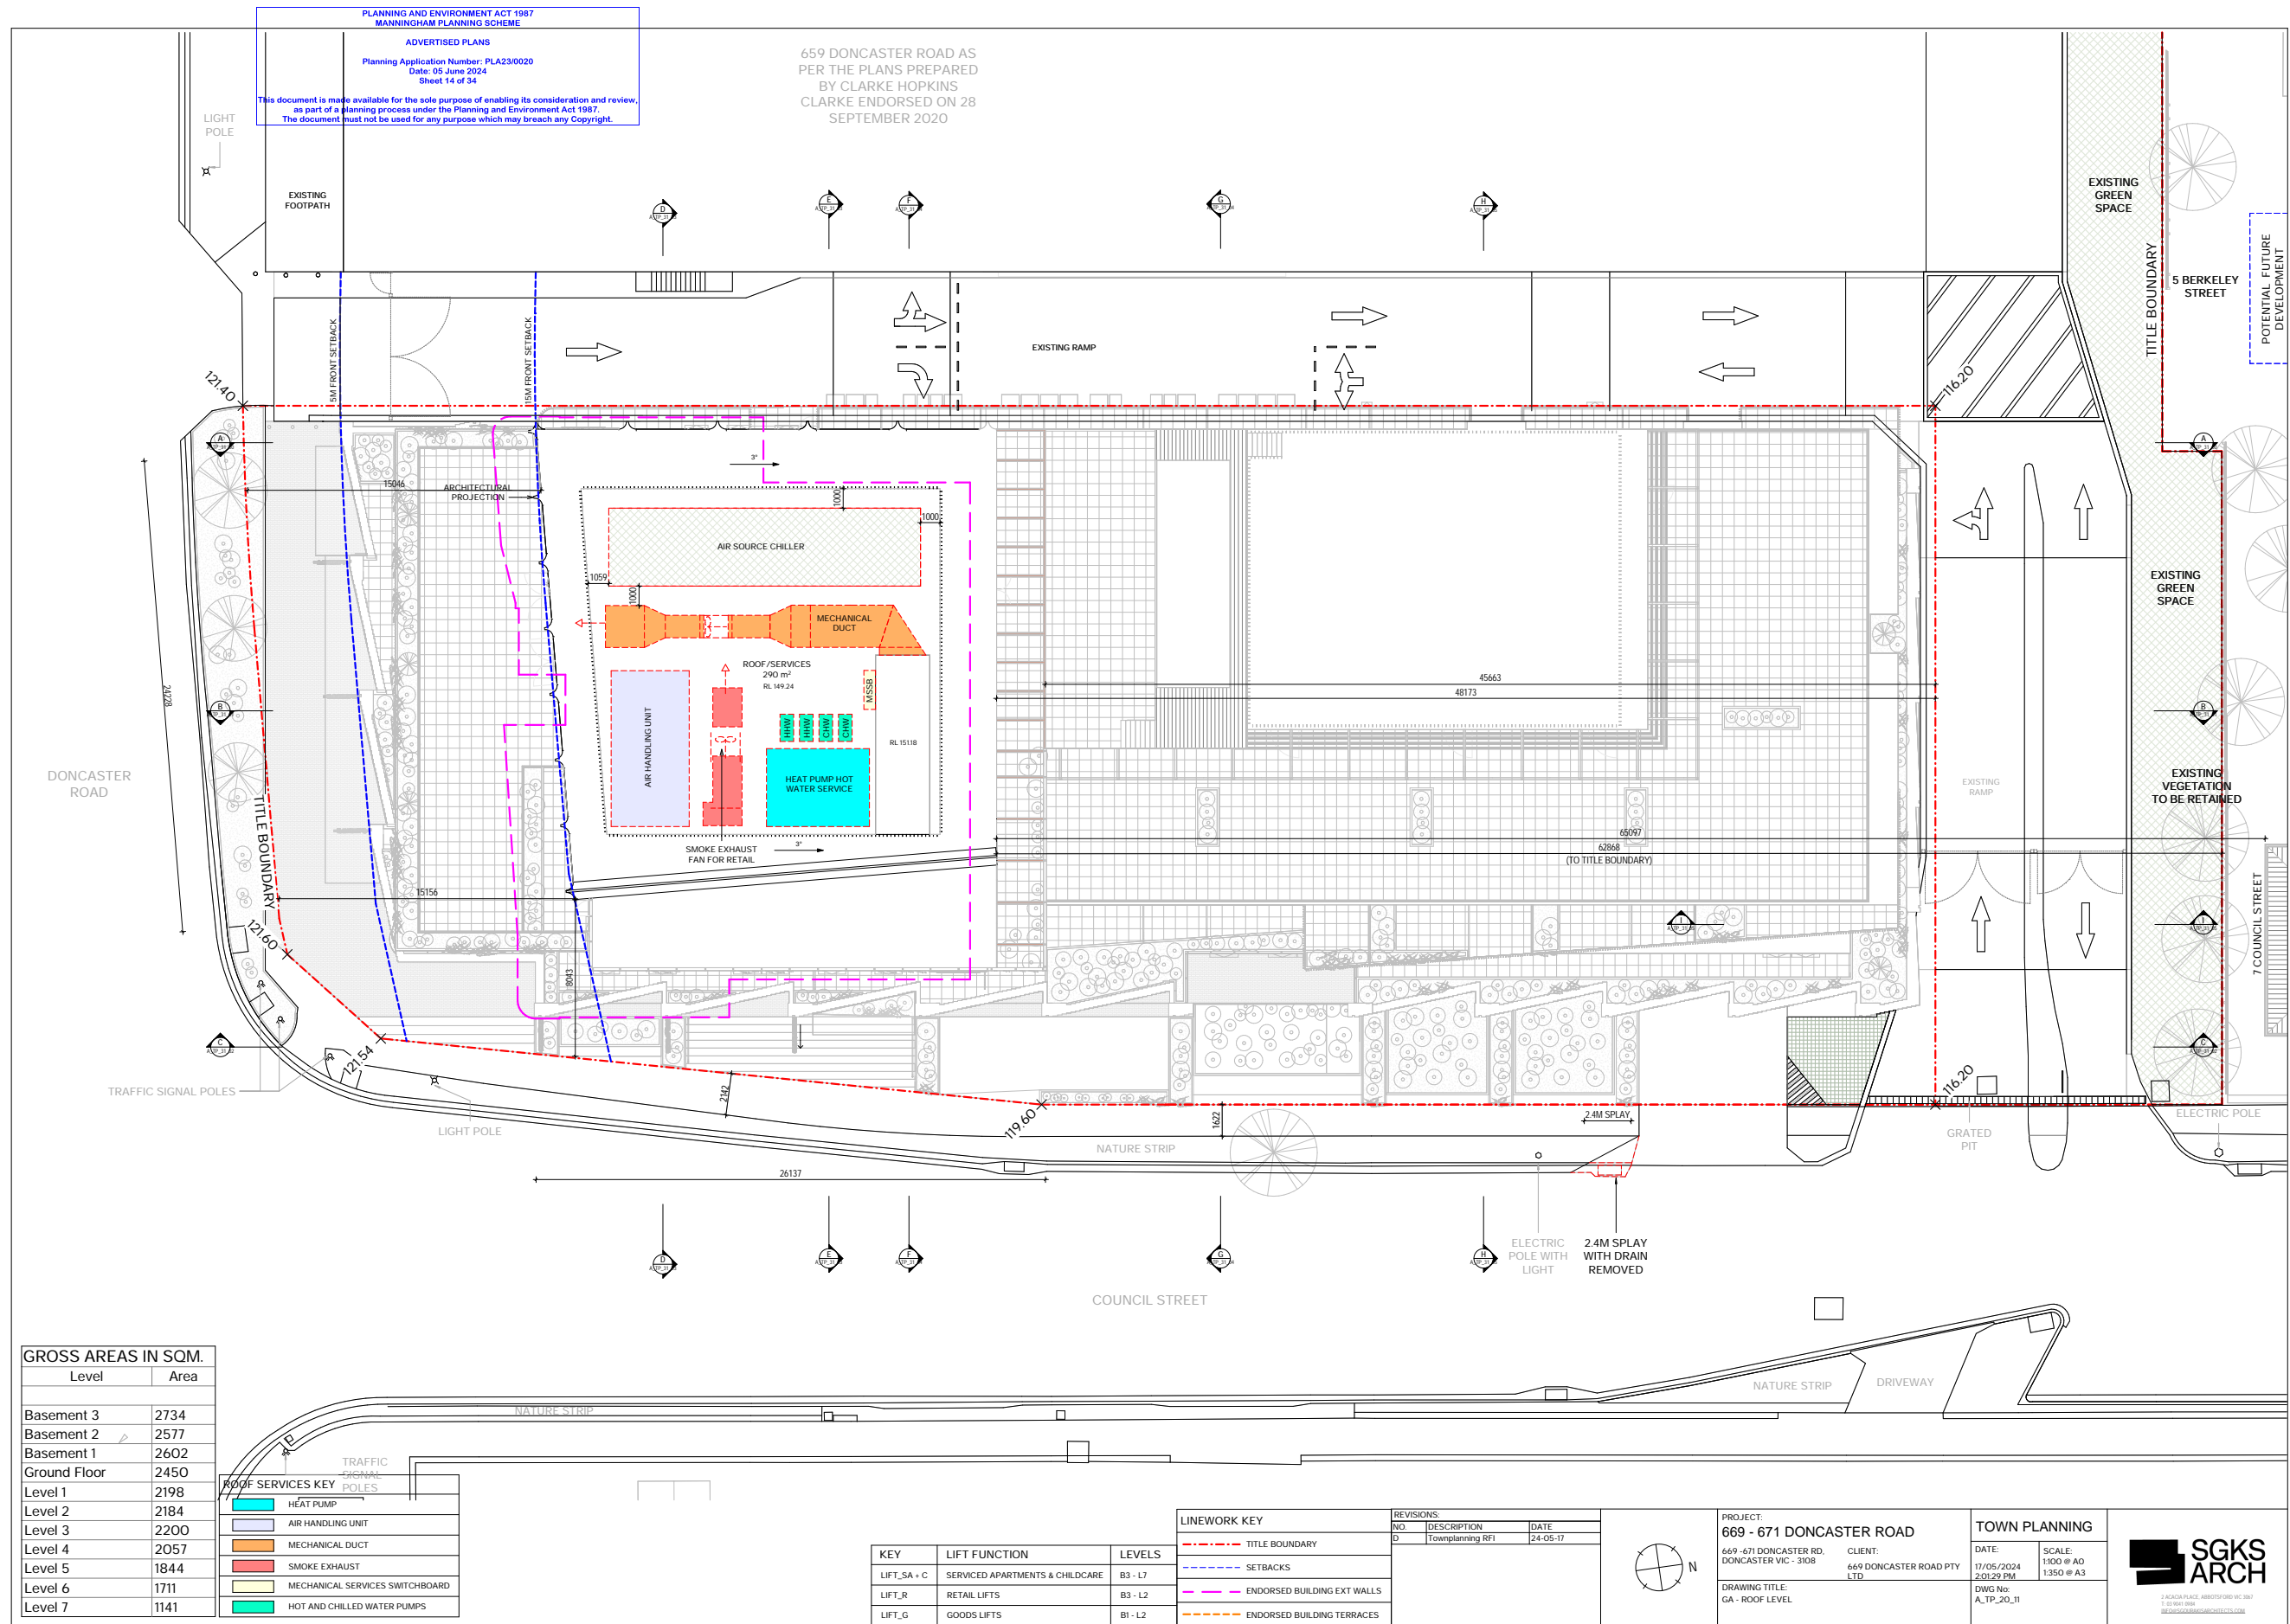 PLANNING AND ENVIRONMENT ACT 1987
MANNINGHAM PLANNING SCHEME
ADVERTISED PLANS
Planning Application Number: PLA23/0020
Date: 05 June 2024
Sheet 14 of 34
This document is made available for the sole purpose of enabling its consideration and review,
as part of a planning process under the Planning and Environment Act 1987.
The document must not be used for any purpose which may breach any Copyright.
659 DONCASTER ROAD AS
PER THE PLANS PREPARED
BY CLARKE HOPKINS
CLARKE ENDORSED ON 28
SEPTEMBER 2020
LIGHT
POLE
EXISTING
FOOTPATH
D
E
F
G
H
EXISTING
GREEN
SPACE
TITLE BOUNDARY
5 BERKELEY
STREET
POTENTIAL FUTURE
DEVELOPMENT
5M FRONT SETBACK
15M FRONT SETBACK
EXISTING RAMP
121.40
116.20
A
A
3°
15046
ARCHITECTURAL
PROJECTION
1000
1000
AIR SOURCE CHILLER
1059
1000
MECHANICAL
DUCT
EXISTING
GREEN
SPACE
ROOF/SERVICES
290 m²
RL 149.24
MSSB
45663
48173
2428
B
B
AIR HANDLING UNIT
HHW
HHW
CHW
CHW
RL 151.18
HEAT PUMP HOT
WATER SERVICE
DONCASTER
ROAD
EXISTING
RAMP
EXISTING
VEGETATION
TO BE RETAINED
TITLE BOUNDARY
SMOKE EXHAUST
FAN FOR RETAIL
3°
65097
62868
(TO TITLE BOUNDARY)
15156
121.60
I
I
7 COUNCIL STREET
8043
C
C
121.54
TRAFFIC SIGNAL POLES
LIGHT POLE
2142
119.60
1622
2.4M SPLAY
116.20
NATURE STRIP
GRATED
PIT
ELECTRIC POLE
26137
D
E
F
G
H
ELECTRIC
POLE WITH
LIGHT
2.4M SPLAY
WITH DRAIN
REMOVED
COUNCIL STREET
NATURE STRIP
DRIVEWAY
NATURE STRIP
TRAFFIC
SIGNAL
POLES
GROSS AREAS IN SQM.
Level Area
Basement 3 2734
Basement 2 2577
Basement 1 2602
Ground Floor 2450
Level 1 2198
Level 2 2184
Level 3 2200
Level 4 2057
Level 5 1844
Level 6 1711
Level 7 1141
ROOF SERVICES KEY
HEAT PUMP
AIR HANDLING UNIT
MECHANICAL DUCT
SMOKE EXHAUST
MECHANICAL SERVICES SWITCHBOARD
HOT AND CHILLED WATER PUMPS
KEY LIFT FUNCTION LEVELS
LIFT_SA + C SERVICED APARTMENTS & CHILDCARE B3 - L7
LIFT_R RETAIL LIFTS B3 - L2
LIFT_G GOODS LIFTS B1 - L2
LINEWORK KEY
TITLE BOUNDARY
SETBACKS
ENDORSED BUILDING EXT WALLS
ENDORSED BUILDING TERRACES
REVISIONS:
NO. DESCRIPTION DATE
D Townplanning RFI 24-05-17
N
PROJECT:
669 - 671 DONCASTER ROAD
669 -671 DONCASTER RD,
DONCASTER VIC - 3108
CLIENT:
669 DONCASTER ROAD PTY
LTD
DRAWING TITLE:
GA - ROOF LEVEL
TOWN PLANNING
DATE:
17/05/2024
2:01:29 PM
SCALE:
1:100 @ A0
1:350 @ A3
DWG No:
A_TP_20_11
SGKS
ARCH